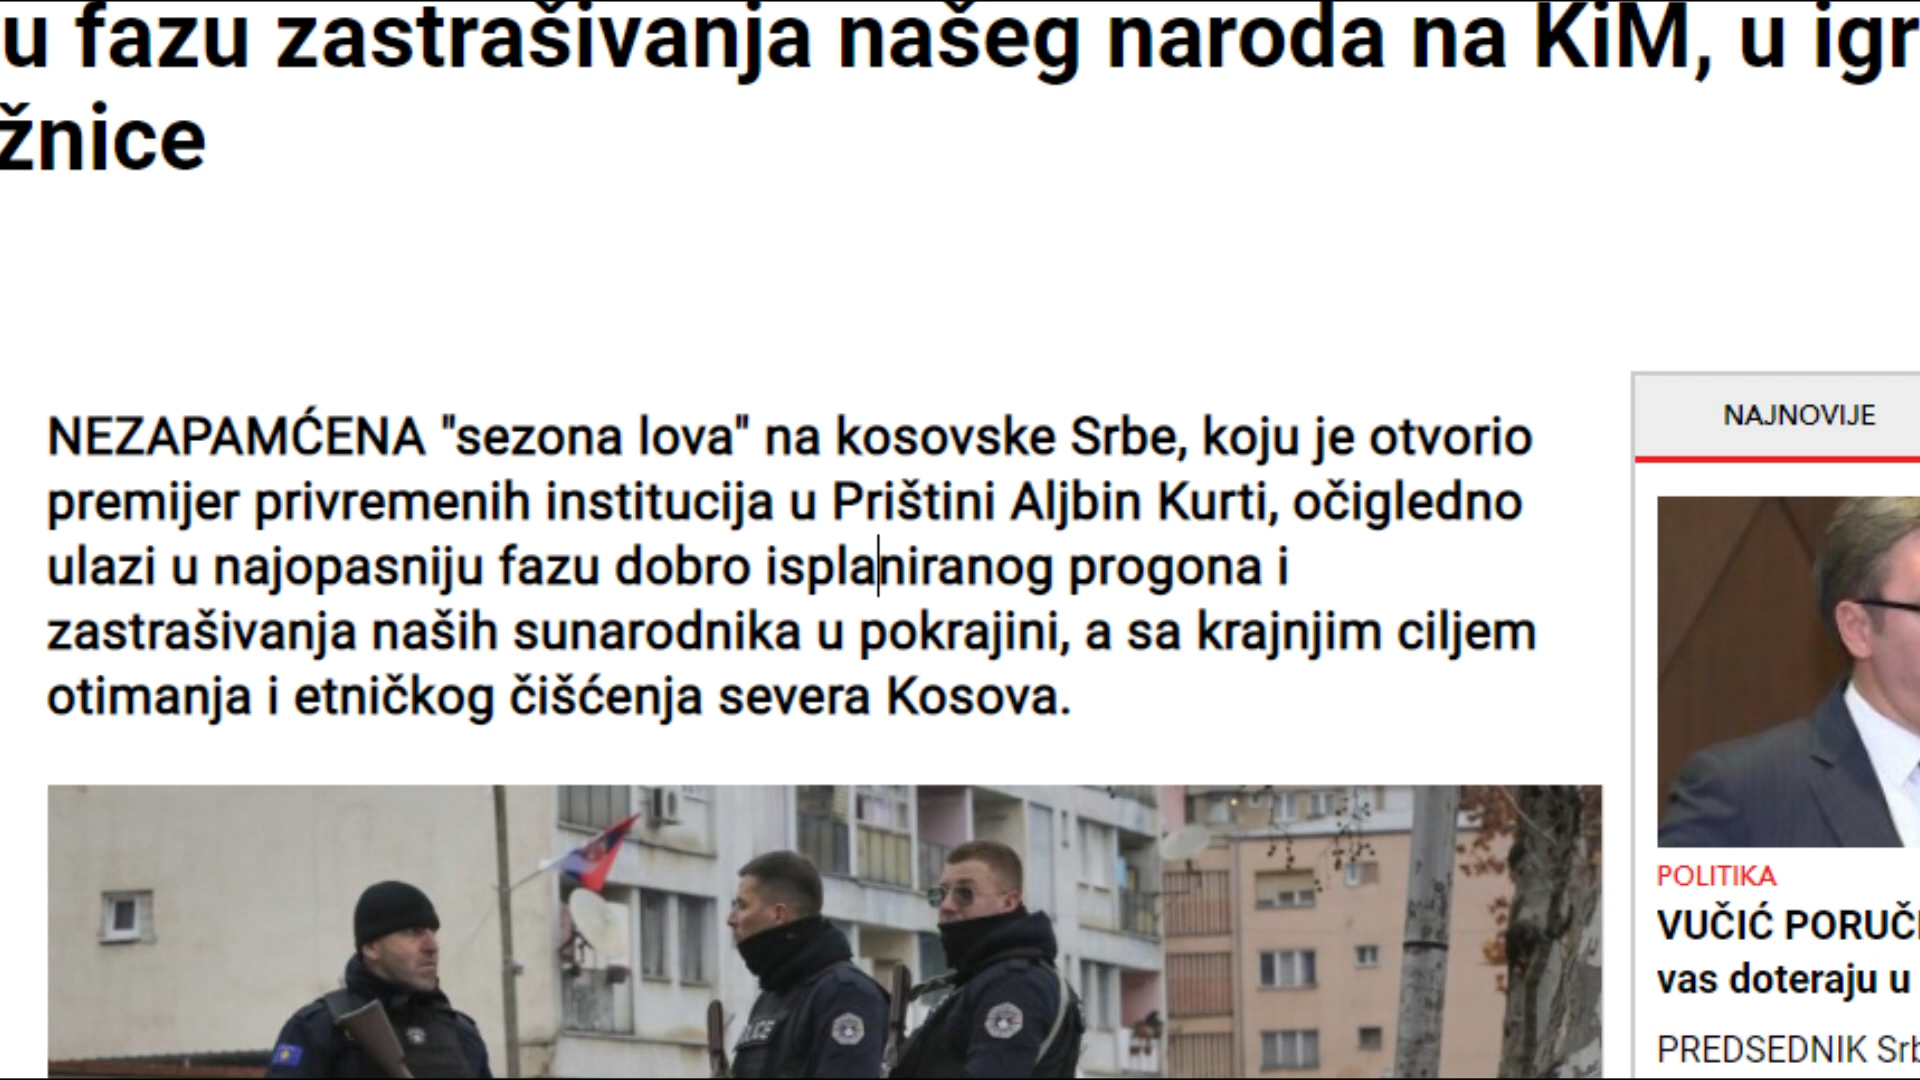 u fazu zastrašivanja našeg naroda na KiM, u igr
žnice
NEZAPAMĆENA "sezona lova" na kosovske Srbe, koju je otvorio
premijer privremenih institucija u Prištini Aljbin Kurti, očigledno
ulazi u najopasniju fazu dobro isplaniranog progona i
zastrašivanja naših sunarodnika u pokrajini, a sa krajnjim ciljem
otimanja i etničkog čišćenja severa Kosova.
NAJNOVIJE
POLITIKA
VUČIĆ PORUČI
vas doteraju u
PREDSEDNIK Srb